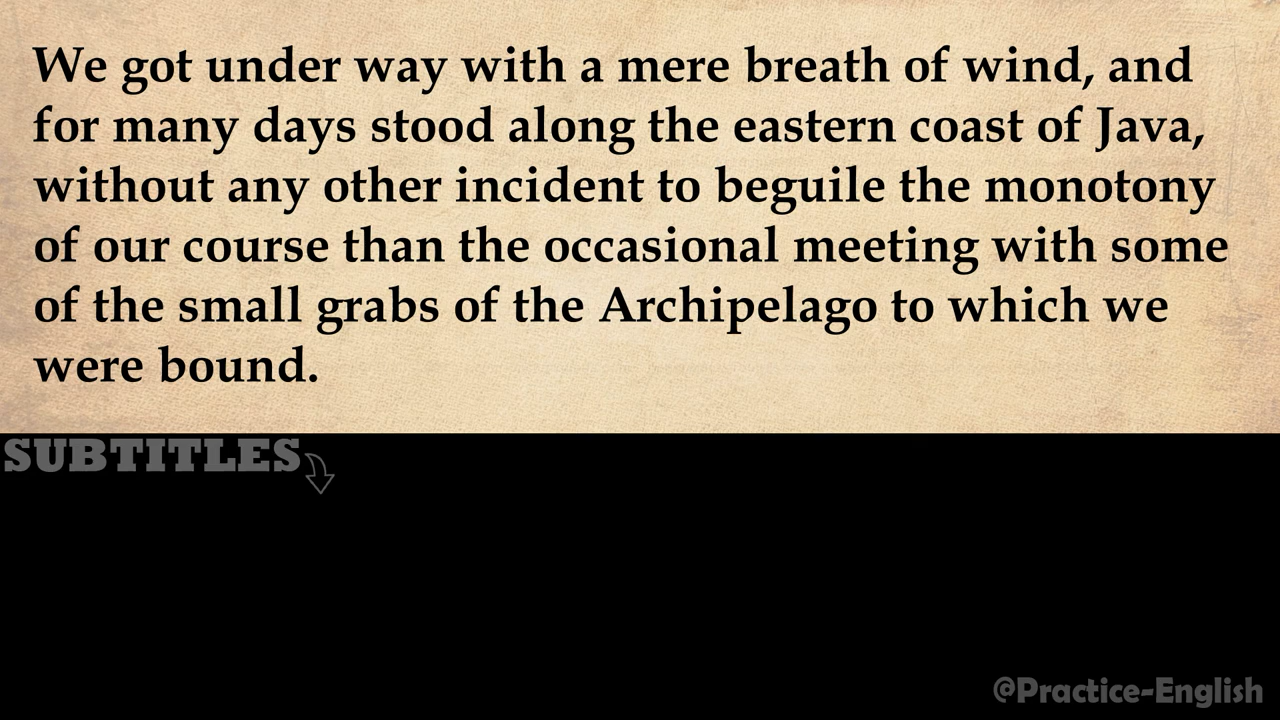 We got under way with a mere breath of wind, and
for many days stood along the eastern coast of Java,
without any other incident to beguile the monotony
of our course than the occasional meeting with some
of the small grabs of the Archipelago to which we
were bound.
SUBTITLES
@Practice-English